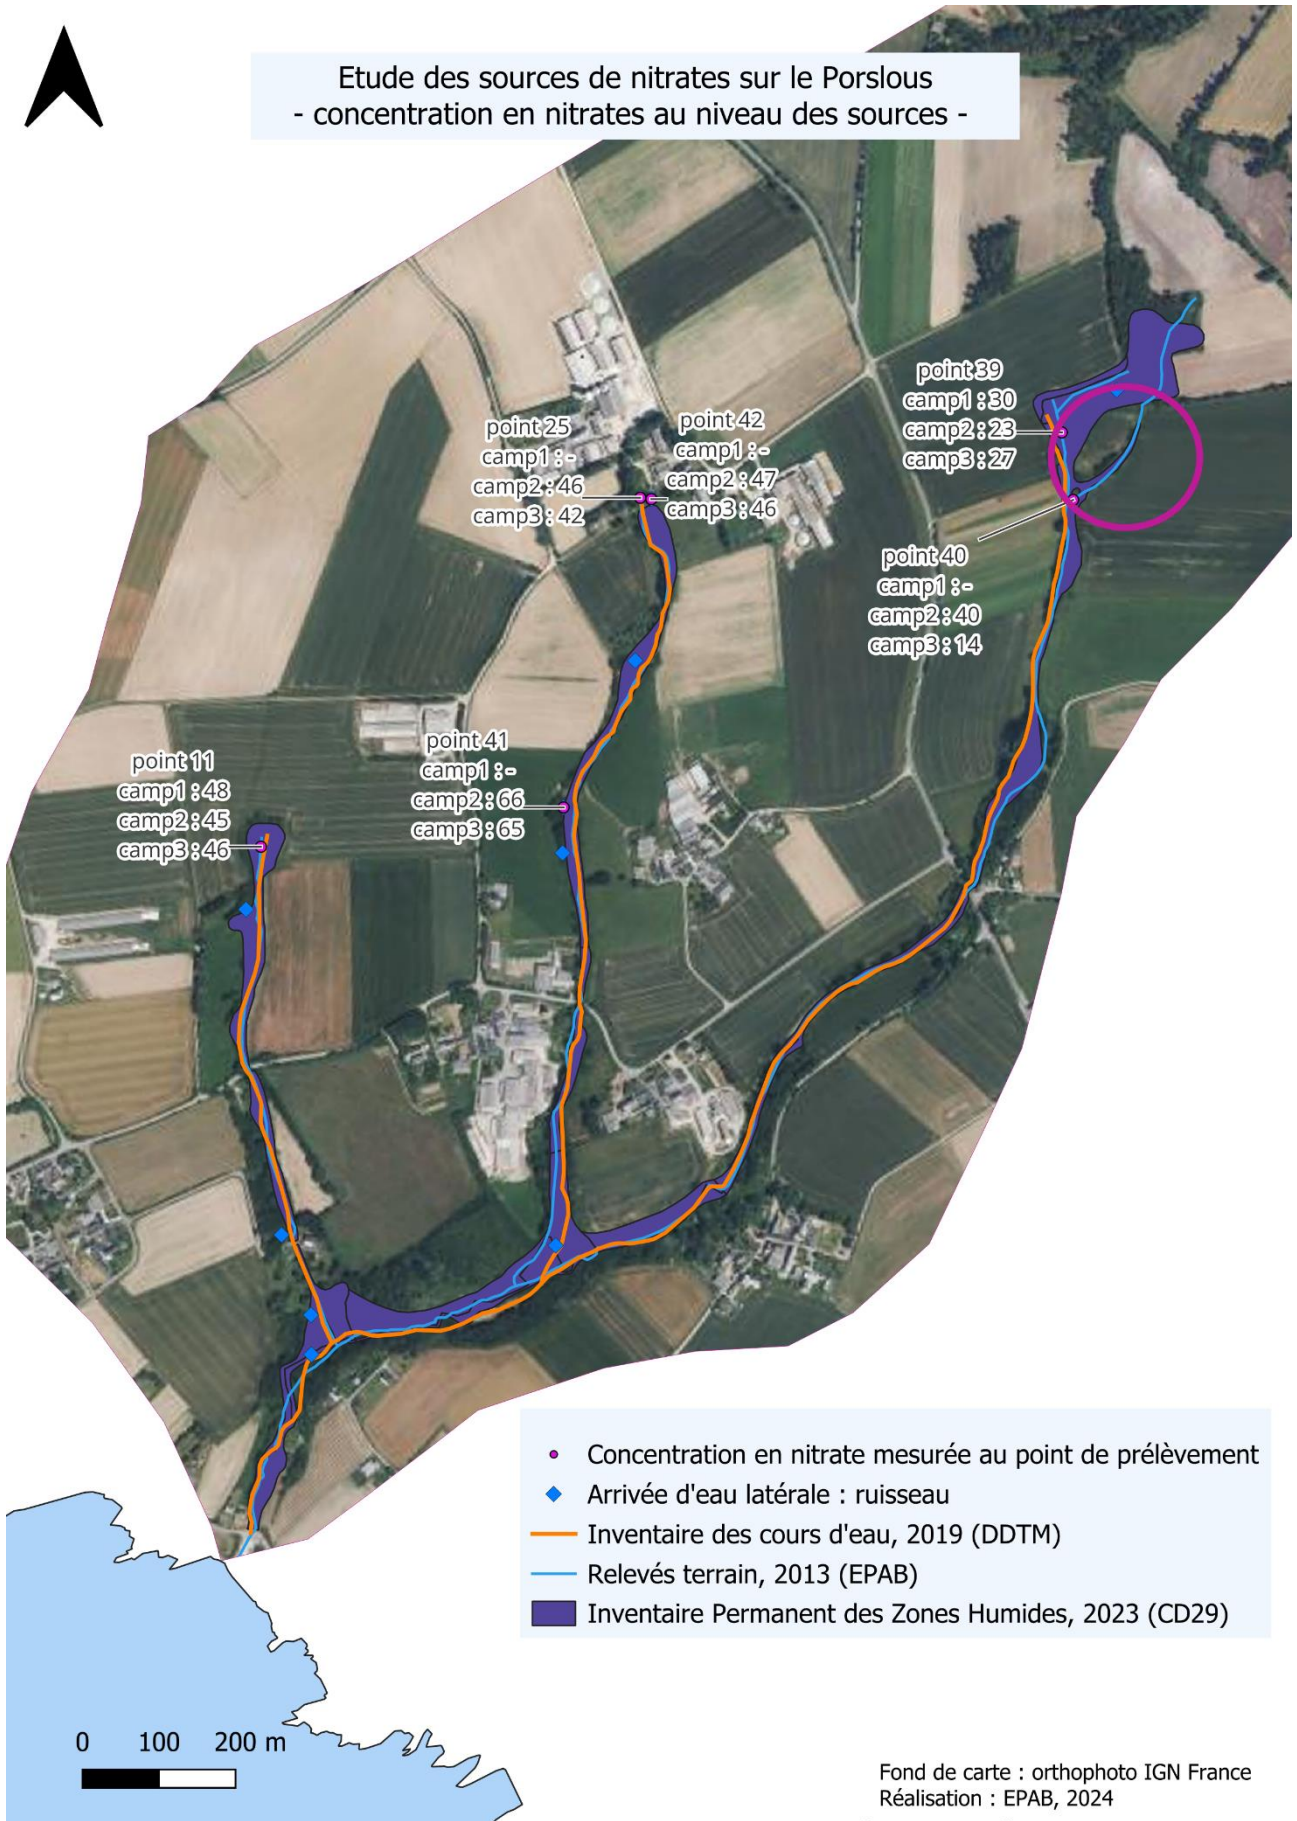 Etude des sources de nitrates sur le Porslous
- concentration en nitrates au niveau des sources -
point 39
camp1 : 30
camp2 : 23
camp3 : 27
point 25
camp1 : -
camp2 : 46
camp3 : 42
point 42
camp1 : -
camp2 : 47
camp3 : 46
point 40
camp1 : -
camp2 : 40
camp3 : 14
point 11
camp1 : 48
camp2 : 45
camp3 : 46
point 41
camp1 : -
camp2 : 66
camp3 : 65
Concentration en nitrate mesurée au point de prélèvement
Arrivée d'eau latérale : ruisseau
Inventaire des cours d'eau, 2019 (DDTM)
Relevés terrain, 2013 (EPAB)
Inventaire Permanent des Zones Humides, 2023 (CD29)
0 100 200 m
Fond de carte : orthophoto IGN France
Réalisation : EPAB, 2024